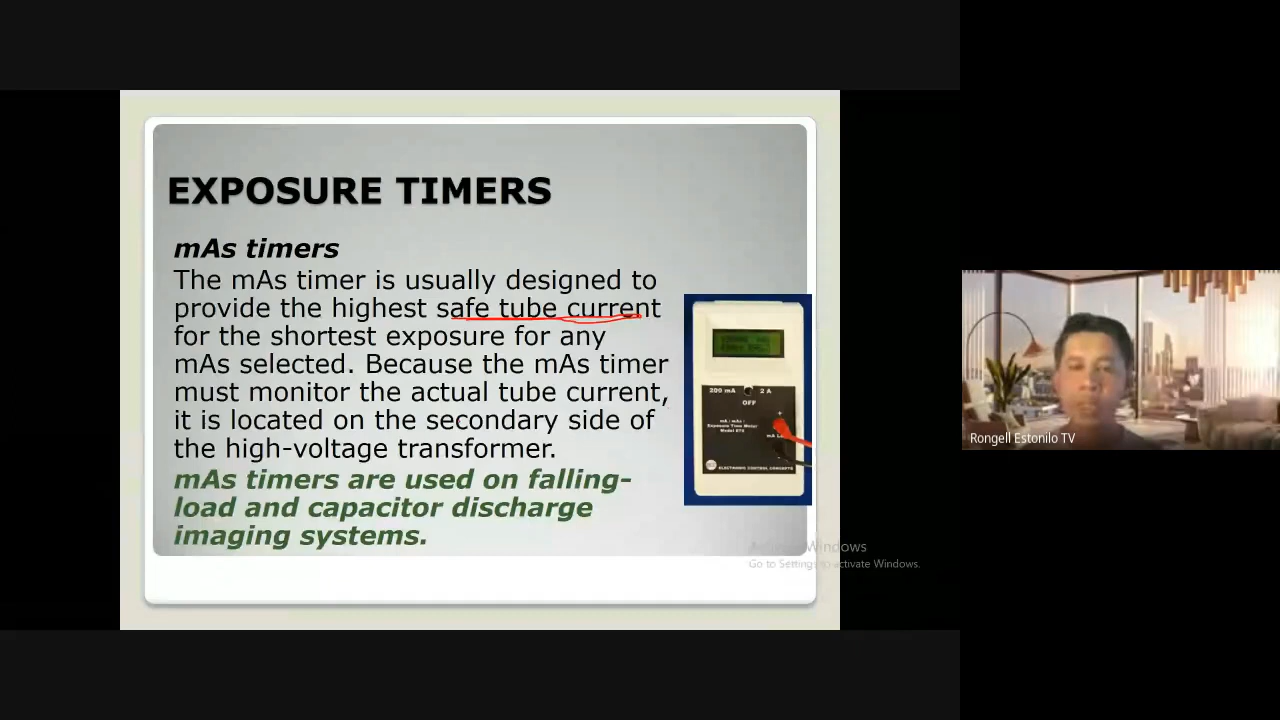 EXPOSURE TIMERS
mAs timers
The mAs timer is usually designed to
provide the highest safe tube current
for the shortest exposure for any
mAs selected. Because the mAs timer
must monitor the actual tube current,
it is located on the secondary side of
the high-voltage transformer.
mAs timers are used on falling-
load and capacitor discharge
imaging systems.
200 mA 2 A
OFF
mA / mAs /
Exposure Time Meter
ELECTRONIC CONTROL CONCEPTS
Activate Windows
Go to Settings to activate Windows.
Rongell Estonilo TV